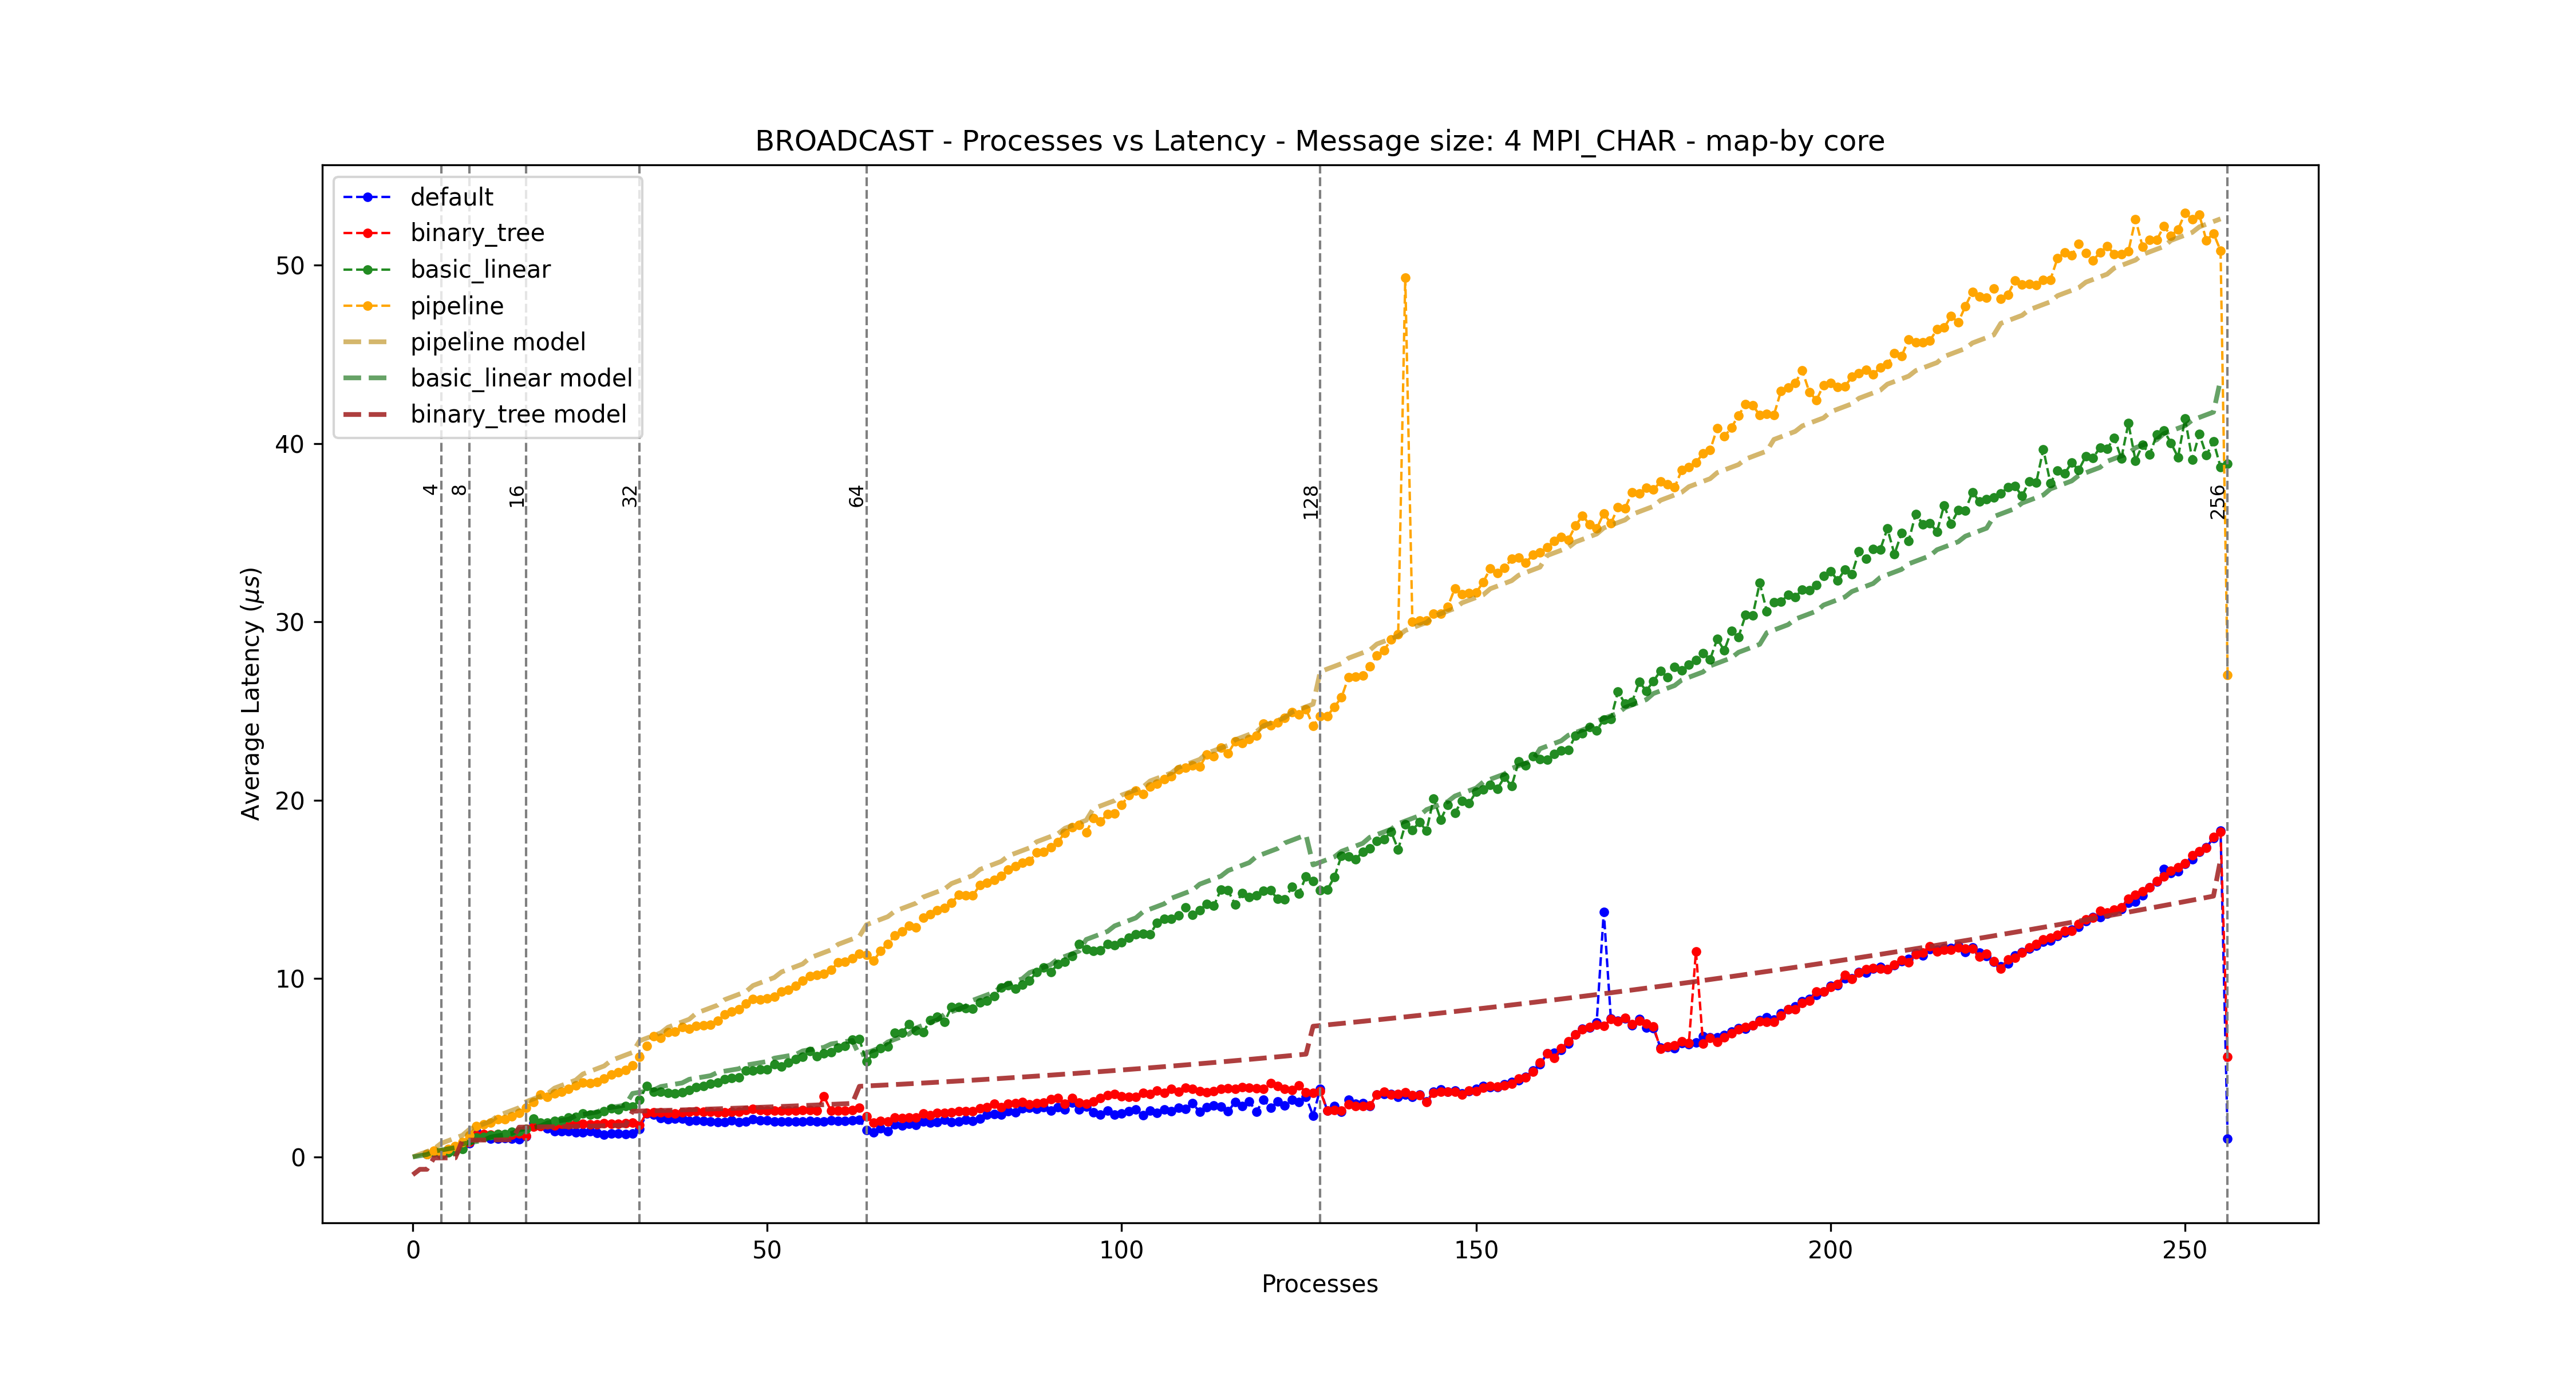 BROADCAST - Processes vs Latency - Message size: 4 MPI_CHAR - map-by core
default
binary_tree
basic_linear
pipeline
pipeline model
basic_linear model
binary_tree model
4
8
16
32
64
128
256
50
40
30
20
10
0
Average Latency (μs)
0
50
100
150
200
250
Processes